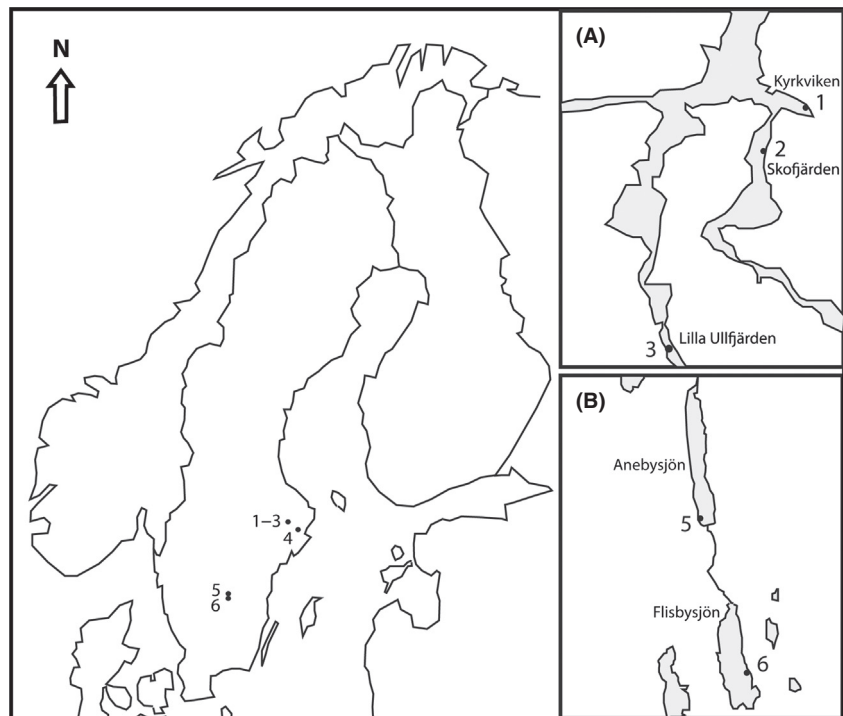 N
1–3
4
5
6
(A)
Kyrkviken
1
2
Skofjärden
Lilla Ullfjärden
3
(B)
Anebysjön
5
Flisbysjön
6